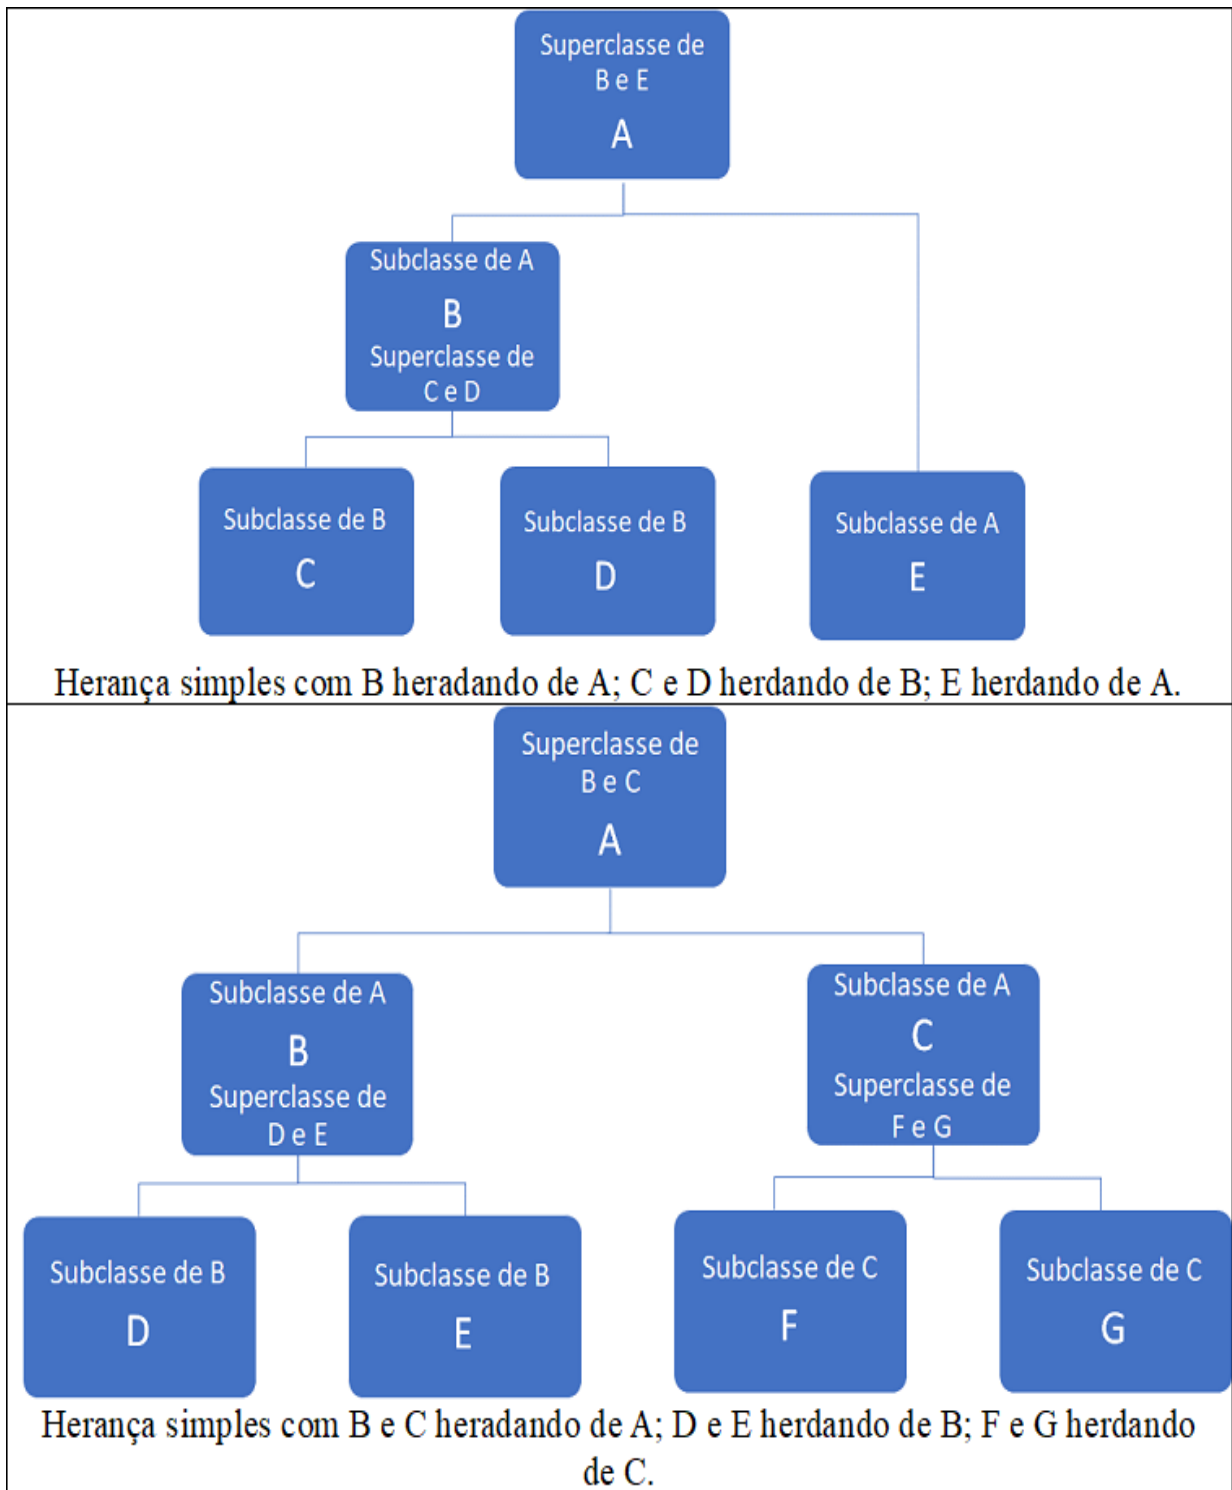 Superclasse de
B e E
A
Subclasse de A
B
Superclasse de
C e D
Subclasse de B
C
Subclasse de B
D
Subclasse de A
E
Herança simples com B heradando de A; C e D herdando de B; E herdando de A.
Superclasse de
B e C
A
Subclasse de A
B
Superclasse de
D e E
Subclasse de A
C
Superclasse de
F e G
Subclasse de B
D
Subclasse de B
E
Subclasse de C
F
Subclasse de C
G
Herança simples com B e C heradando de A; D e E herdando de B; F e G herdando
de C.